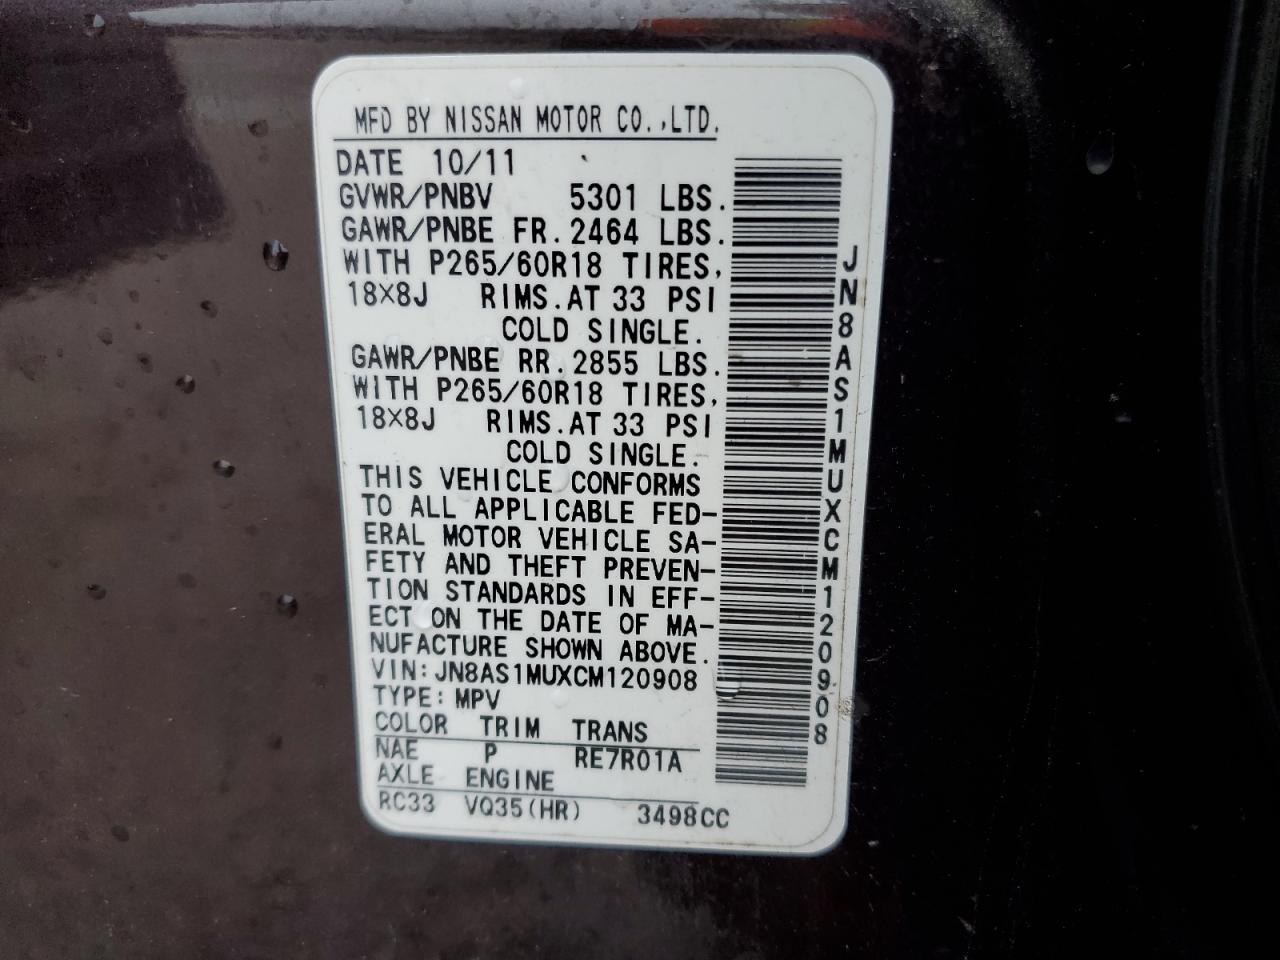 MFD BY NISSAN MOTOR CO.,LTD.
DATE 10/11
GVWR/PNBV 5301 LBS.
GAWR/PNBE FR.2464 LBS.
WITH P265/60R18 TIRES,
18X8J RIMS.AT 33 PSI
COLD SINGLE.
GAWR/PNBE RR.2855 LBS.
WITH P265/60R18 TIRES,
18X8J RIMS.AT 33 PSI
COLD SINGLE.
THIS VEHICLE CONFORMS
TO ALL APPLICABLE FED-
ERAL MOTOR VEHICLE SA-
FETY AND THEFT PREVEN-
TION STANDARDS IN EFF-
ECT ON THE DATE OF MA-
NUFACTURE SHOWN ABOVE.
VIN:JN8AS1MUXCM120908
TYPE:MPV
COLOR TRIM TRANS
NAE P RE7R01A
AXLE ENGINE
RC33 VQ35(HR) 3498CC
JN8AS1MUXCM120908